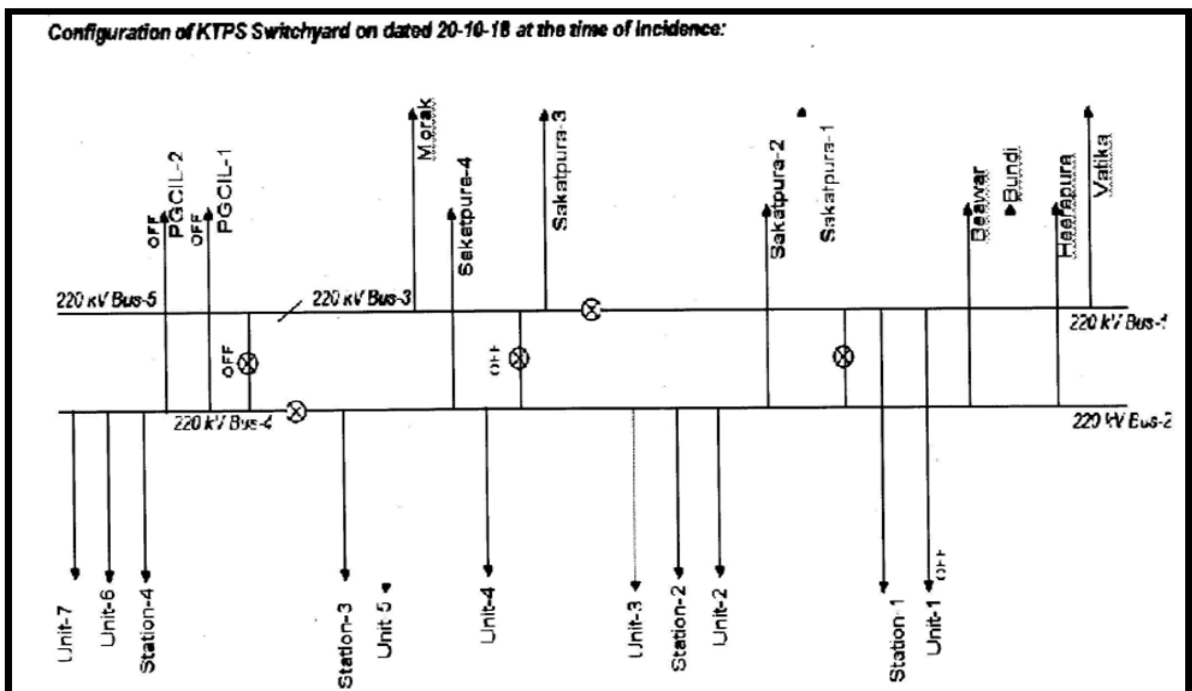 Configuration of KTPS Switchyard on dated 20-10-18 at the time of Incidence:
OFF
PGCIL-2
OFF
PGCIL-1
Morak
Sakatpure-4
Sakatpura-3
Sakatpura-2
Sakatpura-1
Beawar
Bundi
Heerapura
Vatika
220 kV Bus-5
220 kV Bus-3
220 kV Bus-1
OFF
OFF
220 kV Bus-4
220 kV Bus-2
Unit-7
Unit-6
Station-4
Station-3
Unit 5
Unit-4
Unit-3
Station-2
Unit-2
Station-1
Unit-1
OFF